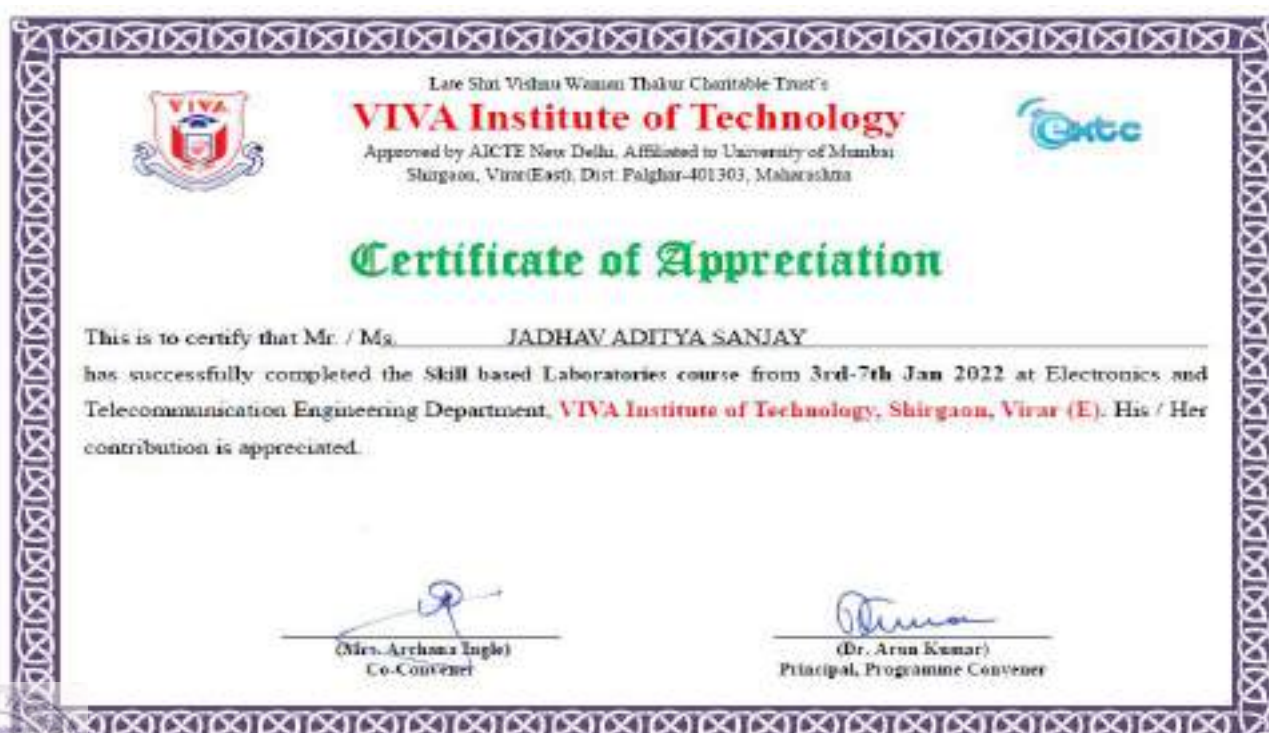 Late Shri Vishnu Waman Thakur Charitable Trust's
VIVA
VIVA Institute of Technology
extc
Approved by AICTE New Delhi, Affiliated to University of Mumbai
Shirgaon, Virar(East), Dist: Palghar-401303, Maharashtra
Certificate of Appreciation
This is to certify that Mr. / Ms. JADHAV ADITYA SANJAY
has successfully completed the Skill based Laboratories course from 3rd-7th Jan 2022 at Electronics and
Telecommunication Engineering Department, VIVA Institute of Technology, Shirgaon, Virar (E). His / Her
contribution is appreciated.
(Mrs. Archana Ingle)
Co-Convener
(Dr. Arun Kumar)
Principal, Programme Convener